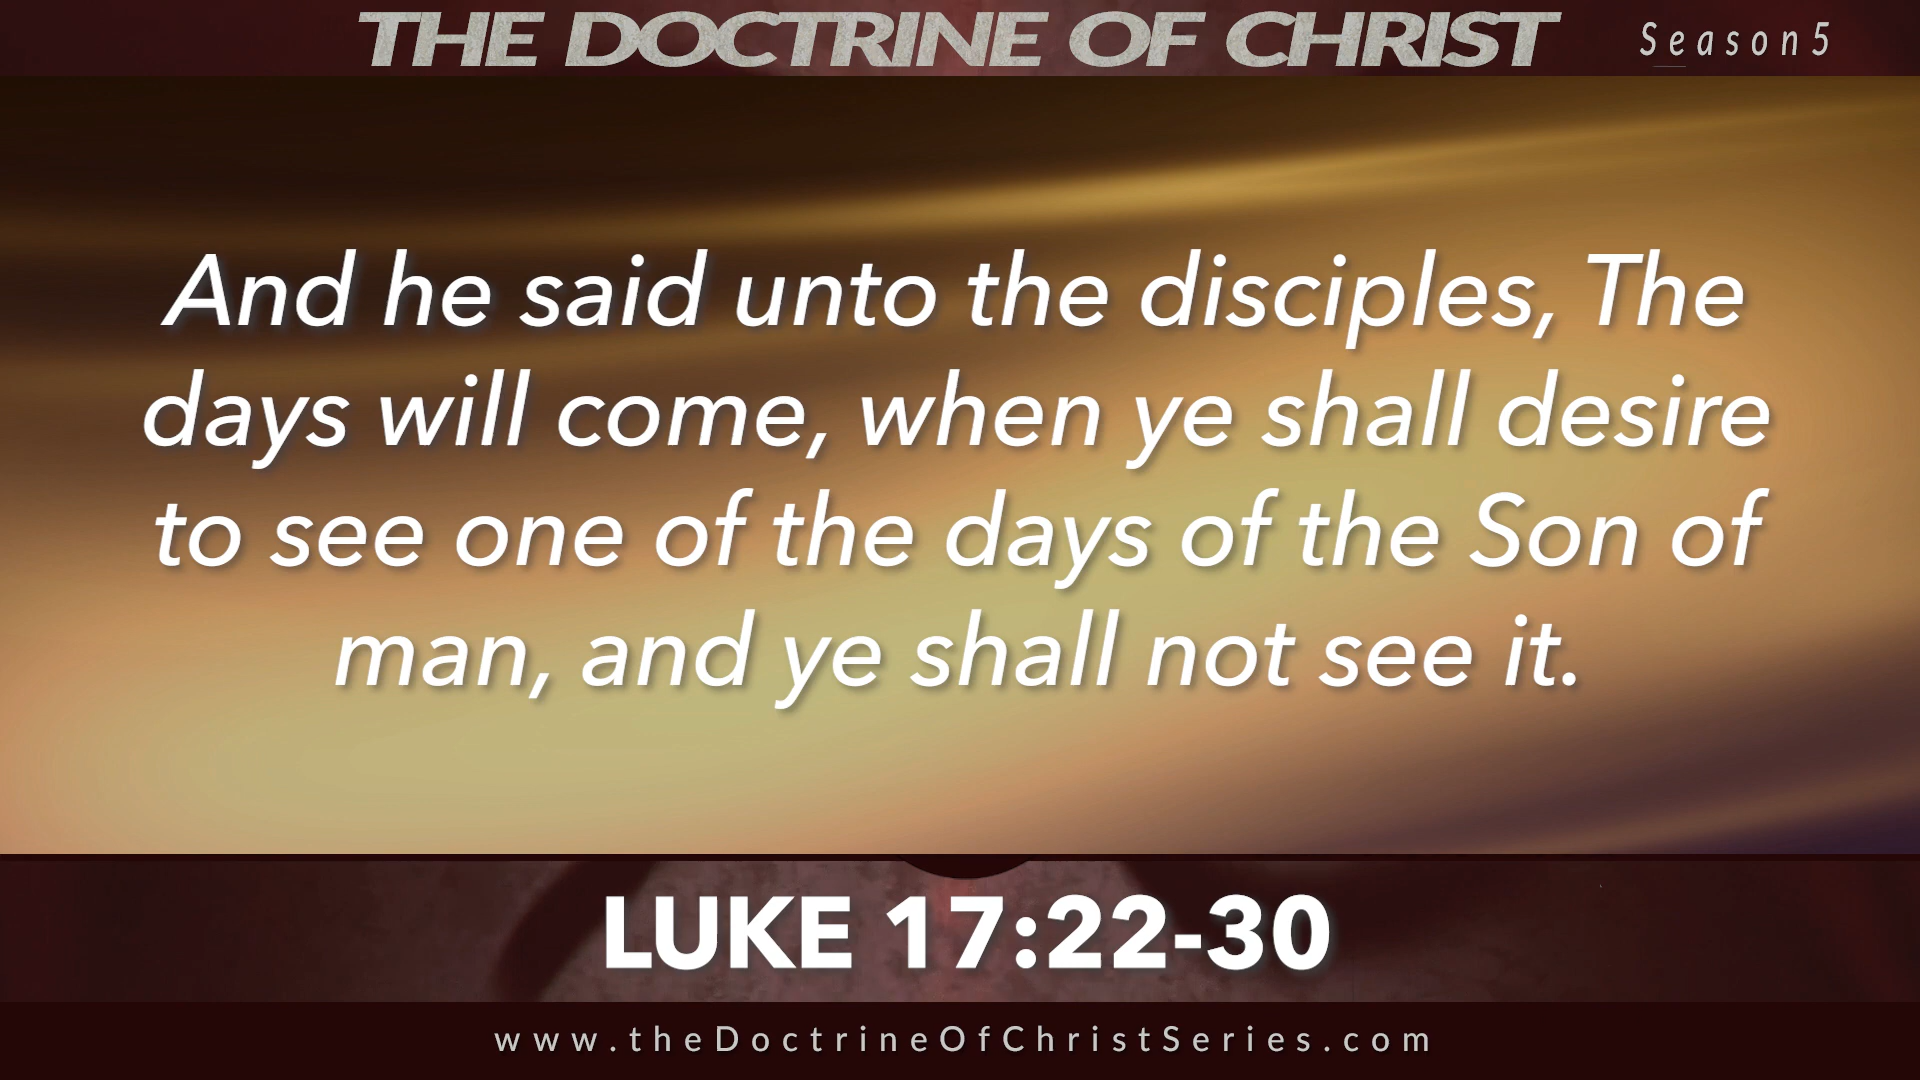 THE DOCTRINE OF CHRIST
Season 5
And he said unto the disciples, The
days will come, when ye shall desire
to see one of the days of the Son of
man, and ye shall not see it.
LUKE 17:22-30
www.theDoctrineOfChristSeries.com